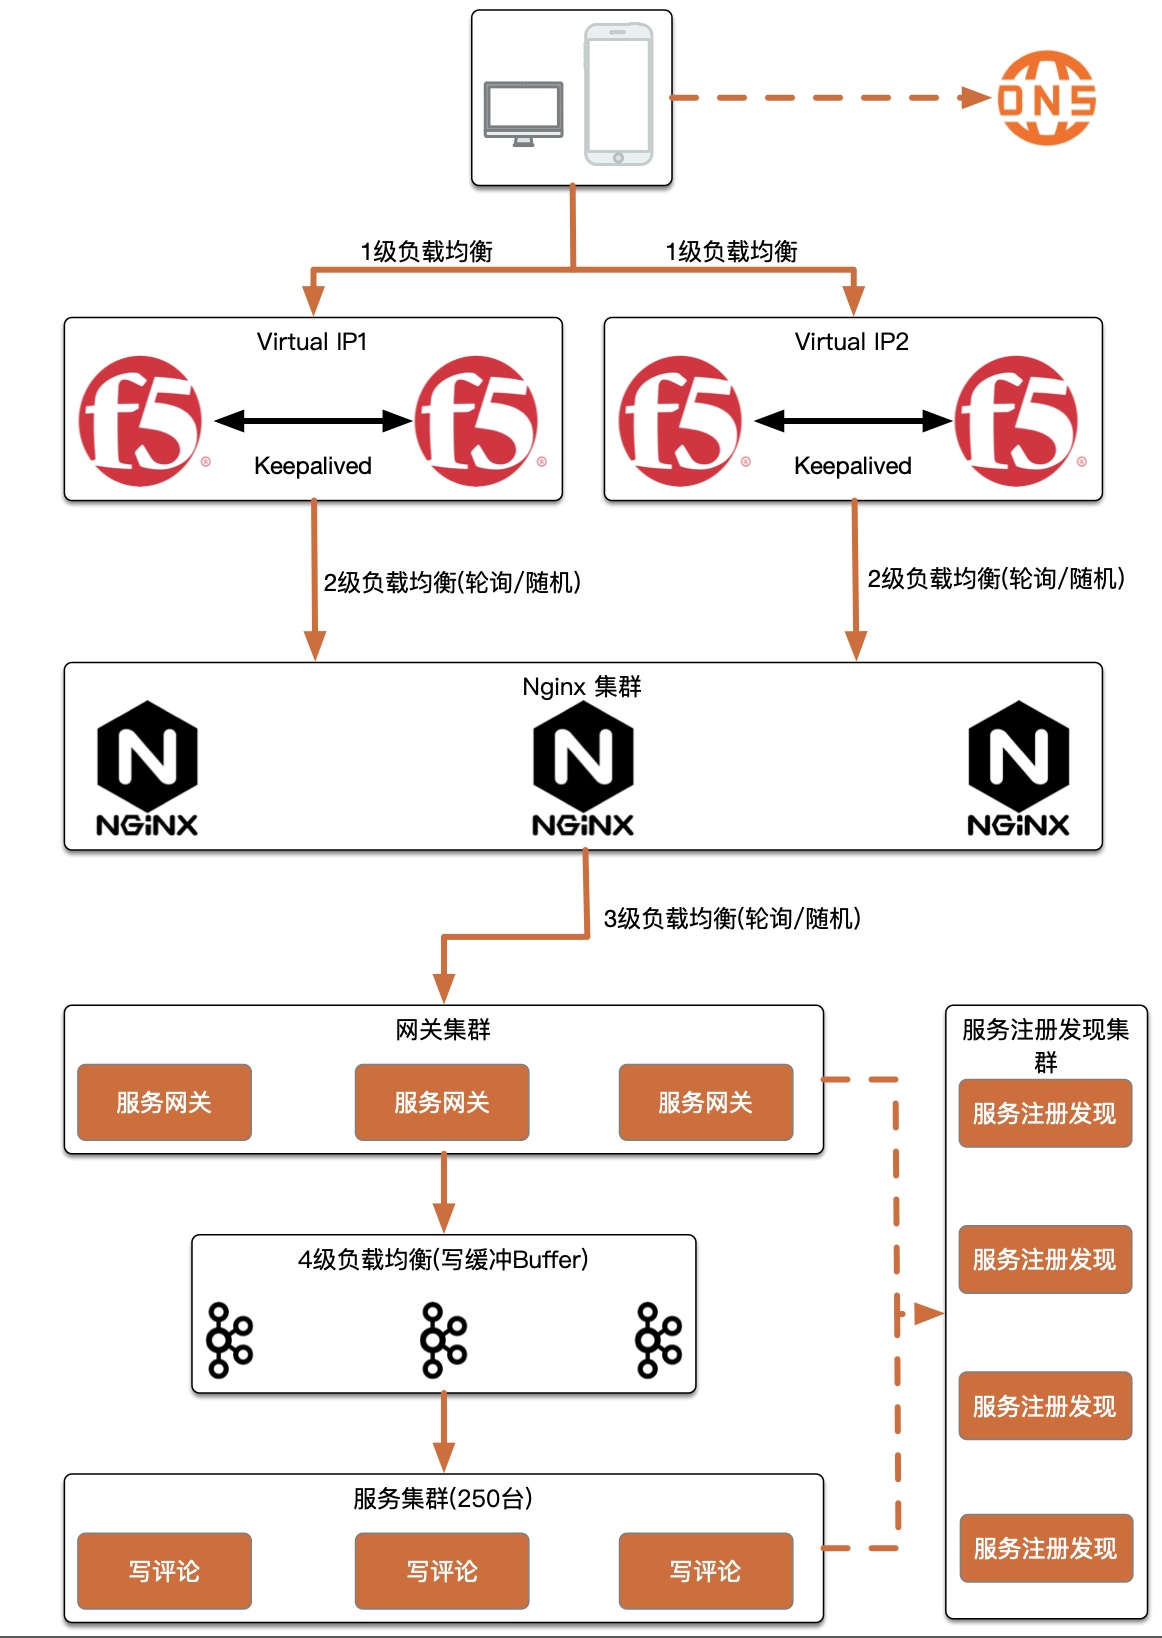 DNS
1级负载均衡
1级负载均衡
Virtual IP1
f5 ® f5 ®
Keepalived
Virtual IP2
f5 ® f5 ®
Keepalived
2级负载均衡(轮询/随机)
2级负载均衡(轮询/随机)
Nginx 集群
N N N
NGiNX NGiNX NGiNX
3级负载均衡(轮询/随机)
网关集群
服务网关 服务网关 服务网关
4级负载均衡(写缓冲Buffer)
服务集群(250台)
写评论 写评论 写评论
服务注册发现集
群
服务注册发现
服务注册发现
服务注册发现
服务注册发现